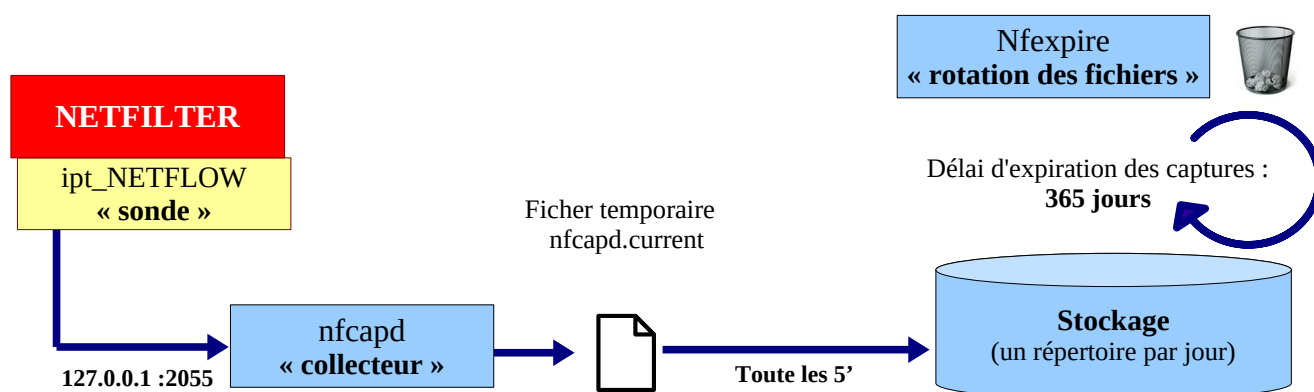 NETFILTER
ipt_NETFLOW
« sonde »
127.0.0.1 :2055
nfcapd
« collecteur »
Ficher temporaire
nfcapd.current
Toute les 5’
Nfexpire
« rotation des fichiers »
Délai d'expiration des captures :
365 jours
Stockage
(un répertoire par jour)